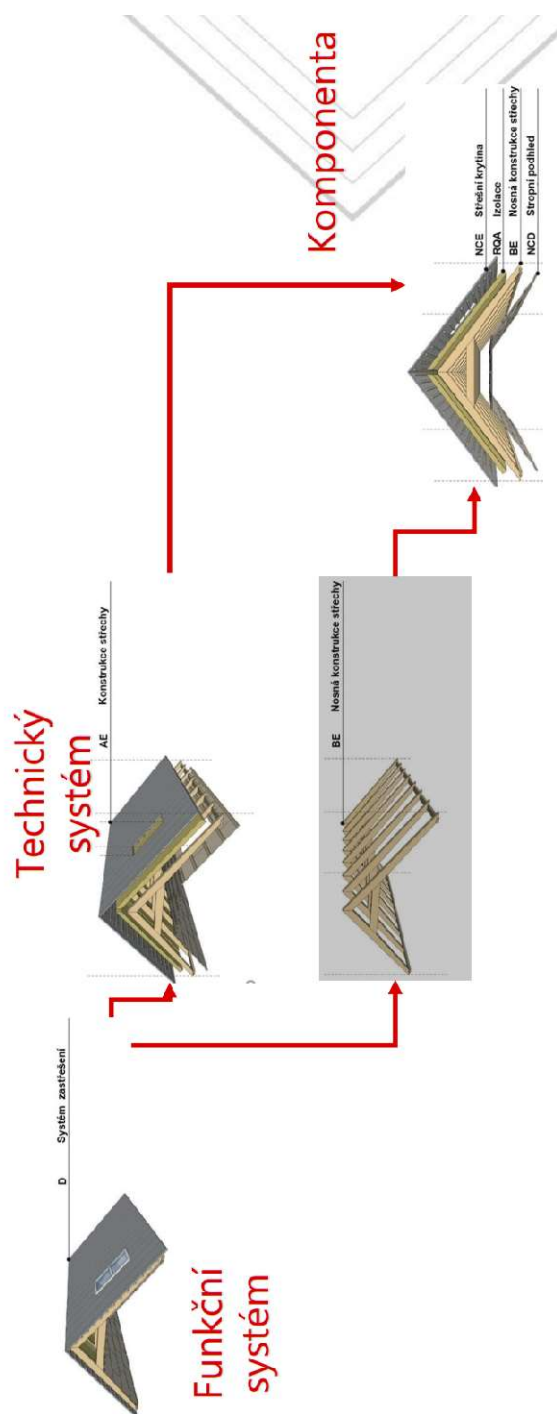 D Systém zastřešení
Funkční
systém
Technický
systém
AE Konstrukce střechy
BE Nosná konstrukce střechy
Komponenta
NCE Střešní krytina
RQA Izolace
BE Nosná konstrukce střechy
NCD Stropní podhled